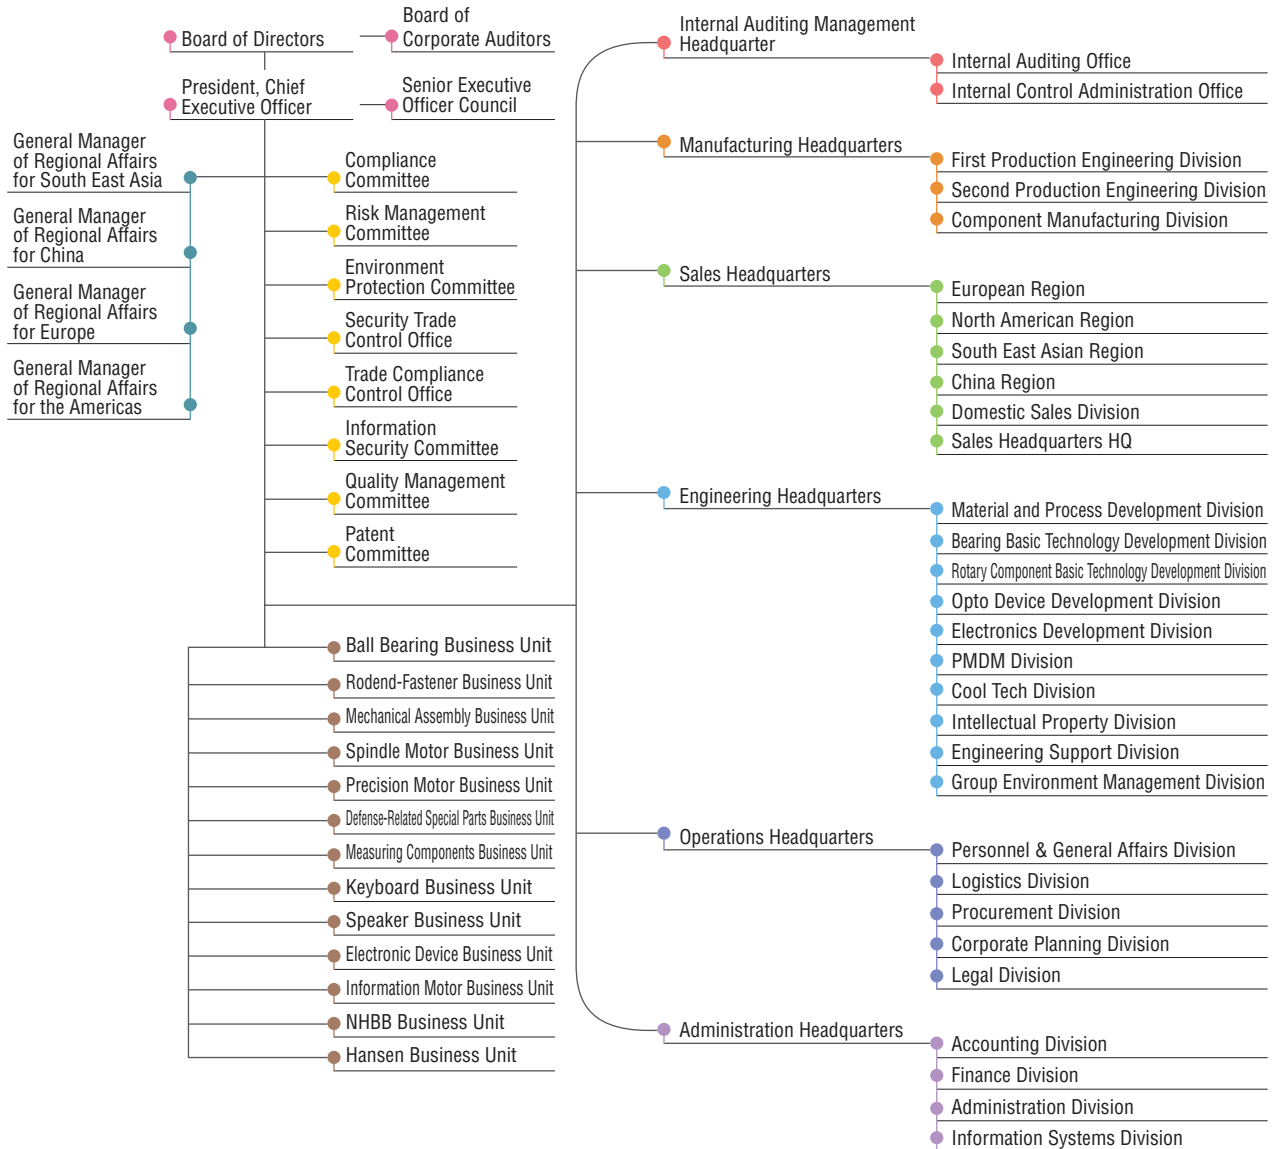 Board of Directors
Board of
Corporate Auditors
President, Chief
Executive Officer
Senior Executive
Officer Council
General Manager
of Regional Affairs
for South East Asia
General Manager
of Regional Affairs
for China
General Manager
of Regional Affairs
for Europe
General Manager
of Regional Affairs
for the Americas
Compliance
Committee
Risk Management
Committee
Environment
Protection Committee
Security Trade
Control Office
Trade Compliance
Control Office
Information
Security Committee
Quality Management
Committee
Patent
Committee
Ball Bearing Business Unit
Rodend-Fastener Business Unit
Mechanical Assembly Business Unit
Spindle Motor Business Unit
Precision Motor Business Unit
Defense-Related Special Parts Business Unit
Measuring Components Business Unit
Keyboard Business Unit
Speaker Business Unit
Electronic Device Business Unit
Information Motor Business Unit
NHBB Business Unit
Hansen Business Unit
Internal Auditing Management
Headquarter
Internal Auditing Office
Internal Control Administration Office
Manufacturing Headquarters
First Production Engineering Division
Second Production Engineering Division
Component Manufacturing Division
Sales Headquarters
European Region
North American Region
South East Asian Region
China Region
Domestic Sales Division
Sales Headquarters HQ
Engineering Headquarters
Material and Process Development Division
Bearing Basic Technology Development Division
Rotary Component Basic Technology Development Division
Opto Device Development Division
Electronics Development Division
PMDM Division
Cool Tech Division
Intellectual Property Division
Engineering Support Division
Group Environment Management Division
Operations Headquarters
Personnel & General Affairs Division
Logistics Division
Procurement Division
Corporate Planning Division
Legal Division
Administration Headquarters
Accounting Division
Finance Division
Administration Division
Information Systems Division